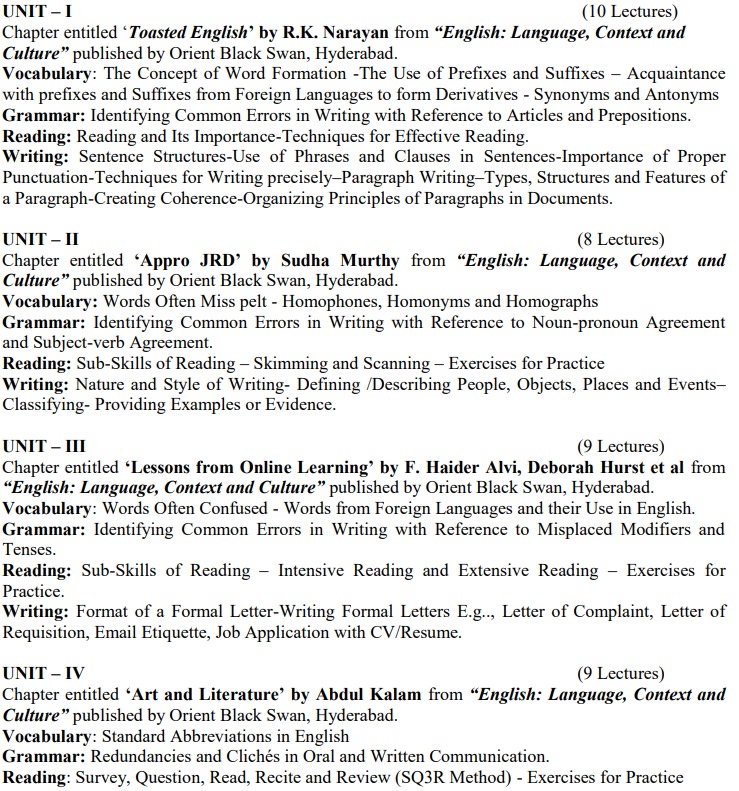 UNIT – I (10 Lectures)
Chapter entitled ‘Toasted English’ by R.K. Narayan from “English: Language, Context and
Culture” published by Orient Black Swan, Hyderabad.
Vocabulary: The Concept of Word Formation -The Use of Prefixes and Suffixes – Acquaintance
with prefixes and Suffixes from Foreign Languages to form Derivatives - Synonyms and Antonyms
Grammar: Identifying Common Errors in Writing with Reference to Articles and Prepositions.
Reading: Reading and Its Importance-Techniques for Effective Reading.
Writing: Sentence Structures-Use of Phrases and Clauses in Sentences-Importance of Proper
Punctuation-Techniques for Writing precisely–Paragraph Writing–Types, Structures and Features of
a Paragraph-Creating Coherence-Organizing Principles of Paragraphs in Documents.
UNIT – II (8 Lectures)
Chapter entitled ‘Appro JRD’ by Sudha Murthy from “English: Language, Context and
Culture” published by Orient Black Swan, Hyderabad.
Vocabulary: Words Often Miss pelt - Homophones, Homonyms and Homographs
Grammar: Identifying Common Errors in Writing with Reference to Noun-pronoun Agreement
and Subject-verb Agreement.
Reading: Sub-Skills of Reading – Skimming and Scanning – Exercises for Practice
Writing: Nature and Style of Writing- Defining /Describing People, Objects, Places and Events–
Classifying- Providing Examples or Evidence.
UNIT – III (9 Lectures)
Chapter entitled ‘Lessons from Online Learning’ by F. Haider Alvi, Deborah Hurst et al from
“English: Language, Context and Culture” published by Orient Black Swan, Hyderabad.
Vocabulary: Words Often Confused - Words from Foreign Languages and their Use in English.
Grammar: Identifying Common Errors in Writing with Reference to Misplaced Modifiers and
Tenses.
Reading: Sub-Skills of Reading – Intensive Reading and Extensive Reading – Exercises for
Practice.
Writing: Format of a Formal Letter-Writing Formal Letters E.g.., Letter of Complaint, Letter of
Requisition, Email Etiquette, Job Application with CV/Resume.
UNIT – IV (9 Lectures)
Chapter entitled ‘Art and Literature’ by Abdul Kalam from “English: Language, Context and
Culture” published by Orient Black Swan, Hyderabad.
Vocabulary: Standard Abbreviations in English
Grammar: Redundancies and Clichés in Oral and Written Communication.
Reading: Survey, Question, Read, Recite and Review (SQ3R Method) - Exercises for Practice